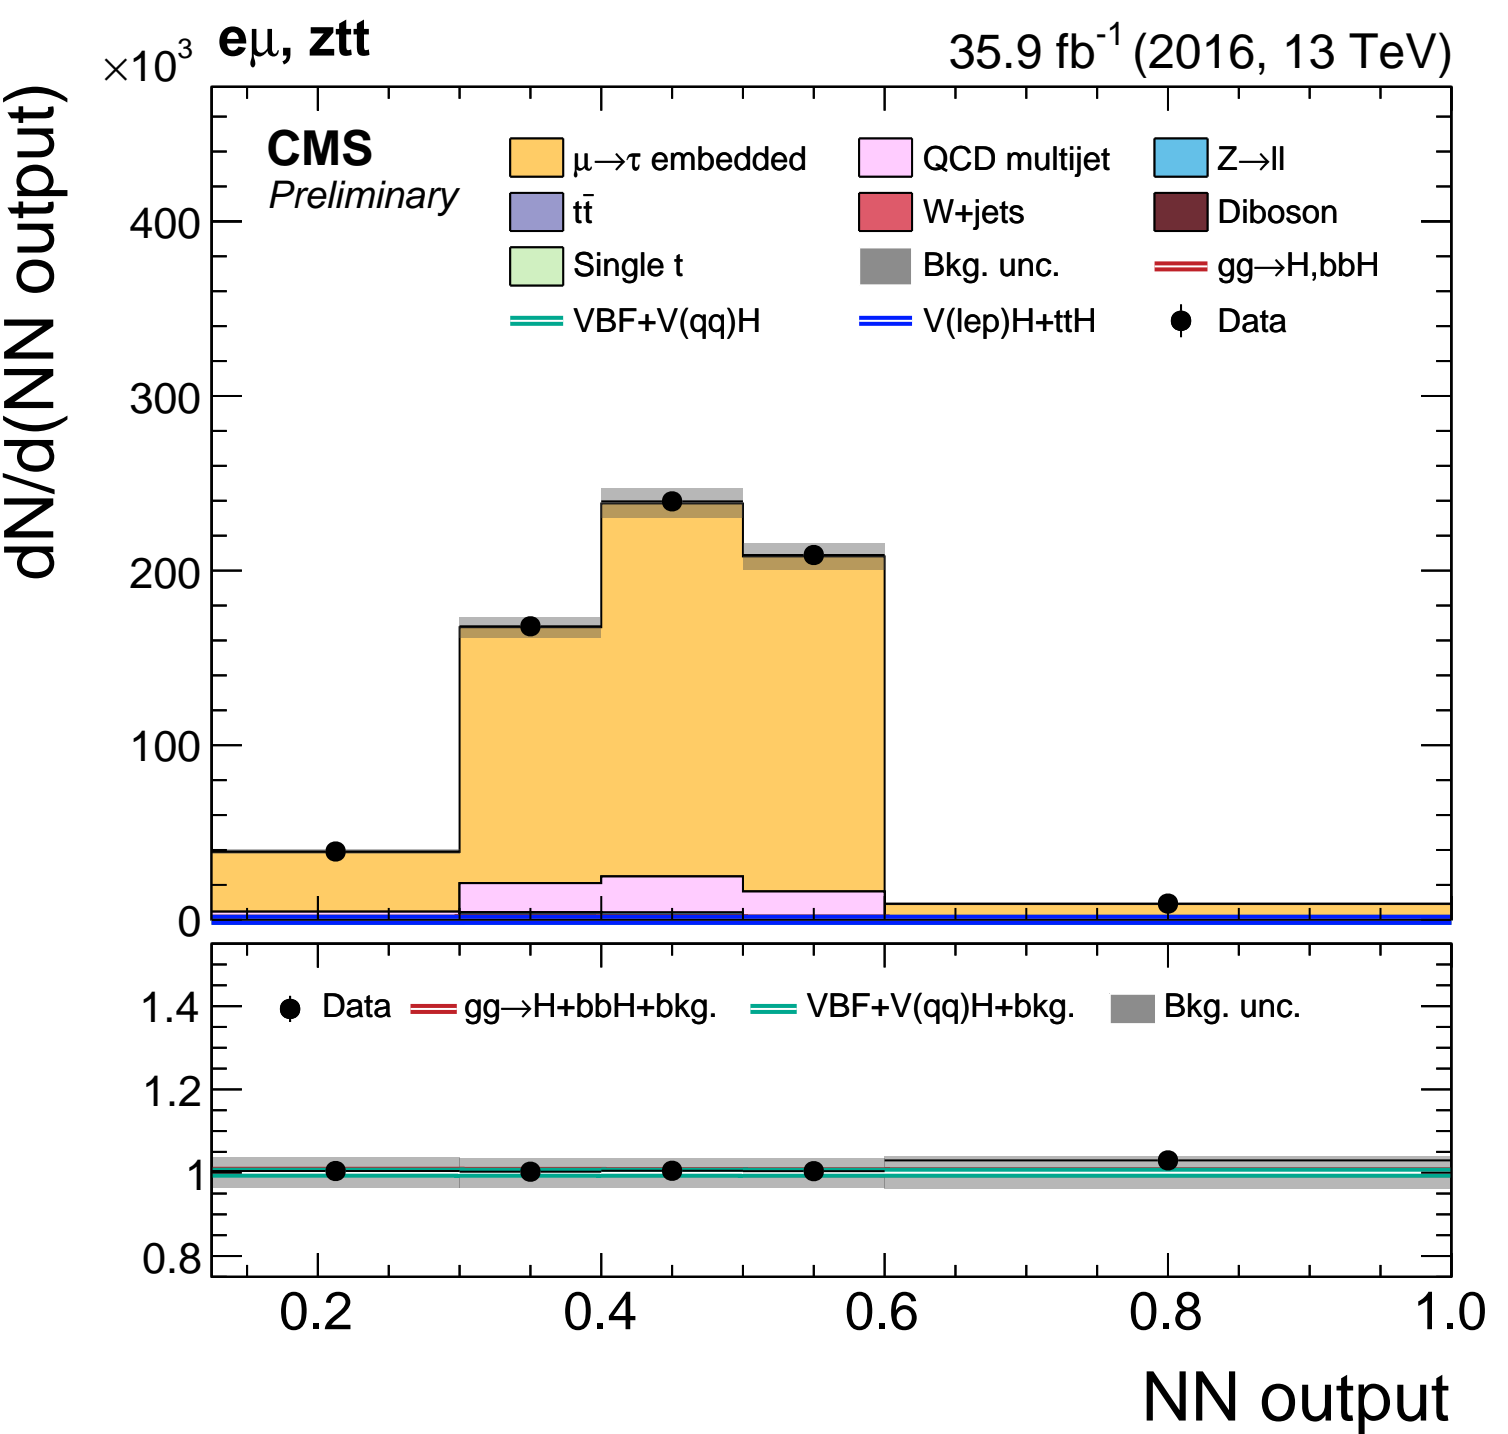 ×10³ eμ, ztt 35.9 fb⁻¹ (2016, 13 TeV)
dN/d(NN output)
CMS
Preliminary
μ→τ embedded QCD multijet Z→ll
tt̄ W+jets Diboson
Single t Bkg. unc. gg→H,bbH
VBF+V(qq)H V(lep)H+ttH Data
400
300
200
100
0
Data gg→H+bbH+bkg. VBF+V(qq)H+bkg. Bkg. unc.
1.4
1.2
1
0.8
0.2 0.4 0.6 0.8 1.0
NN output